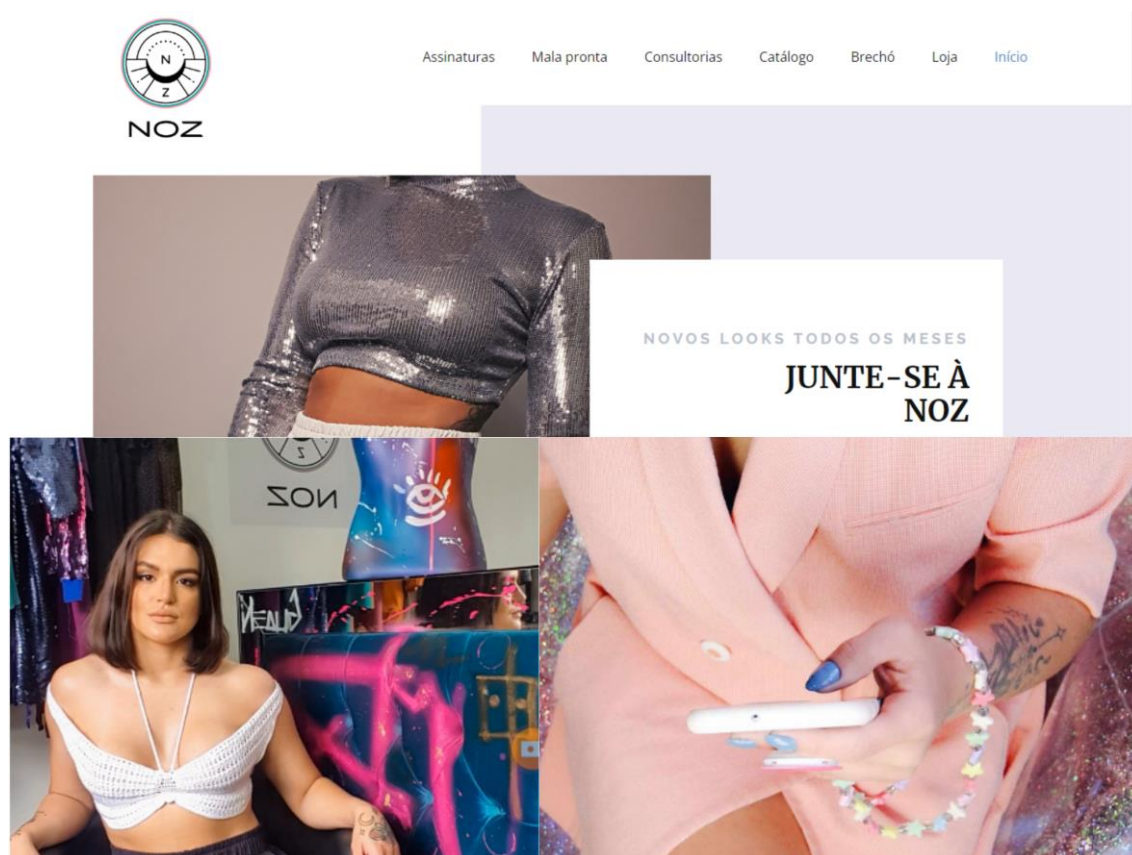 N
Z
NOZ
Assinaturas Mala pronta Consultorias Catálogo Brechó Loja Início
NOVOS LOOKS TODOS OS MESES
JUNTE-SE À
NOZ
Z
NOZ